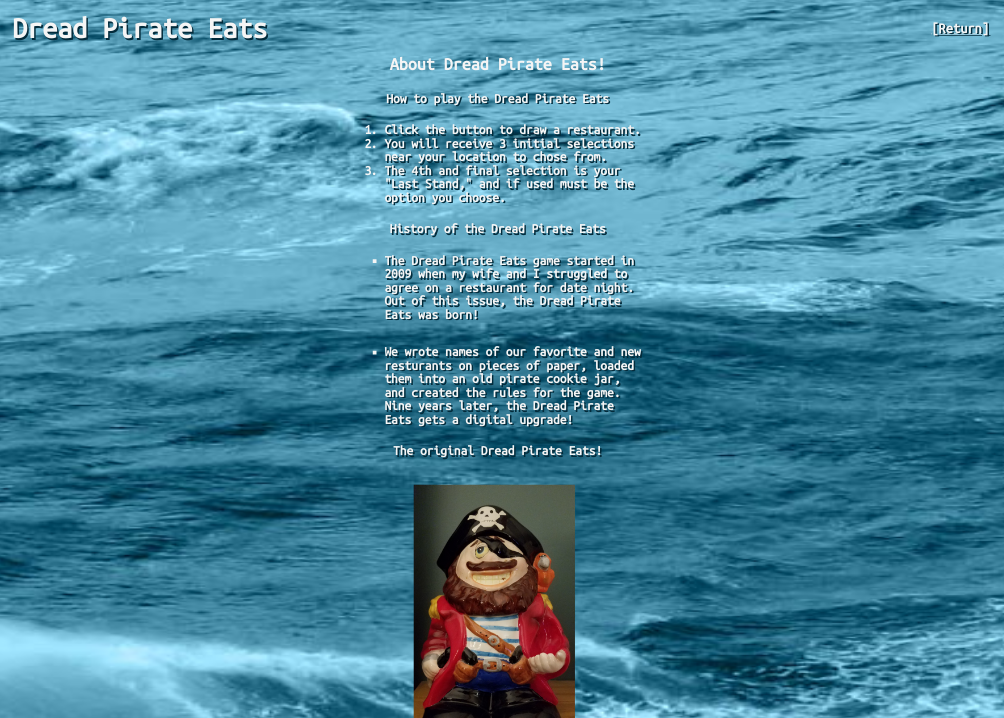 Dread Pirate Eats
[Return]
About Dread Pirate Eats!
How to play the Dread Pirate Eats
1. Click the button to draw a restaurant.
2. You will receive 3 initial selections
near your location to chose from.
3. The 4th and final selection is your
"Last Stand," and if used must be the
option you choose.
History of the Dread Pirate Eats
▪ The Dread Pirate Eats game started in
2009 when my wife and I struggled to
agree on a restaurant for date night.
Out of this issue, the Dread Pirate
Eats was born!
▪ We wrote names of our favorite and new
resturants on pieces of paper, loaded
them into an old pirate cookie jar,
and created the rules for the game.
Nine years later, the Dread Pirate
Eats gets a digital upgrade!
The original Dread Pirate Eats!